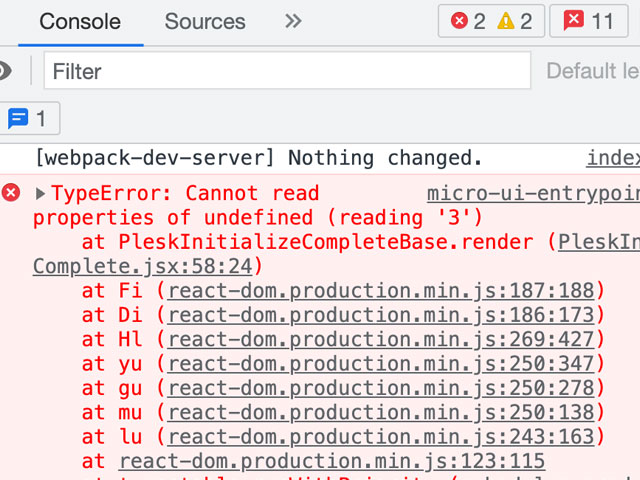 Console Sources »
2 2 11
Filter Default le
1
[webpack-dev-server] Nothing changed. index
TypeError: Cannot read micro-ui-entrypoin
properties of undefined (reading '3')
at PleskInitializeCompleteBase.render (PleskIn
Complete.jsx:58:24)
at Fi (react-dom.production.min.js:187:188)
at Di (react-dom.production.min.js:186:173)
at Hl (react-dom.production.min.js:269:427)
at yu (react-dom.production.min.js:250:347)
at gu (react-dom.production.min.js:250:278)
at mu (react-dom.production.min.js:250:138)
at lu (react-dom.production.min.js:243:163)
at react-dom.production.min.js:123:115